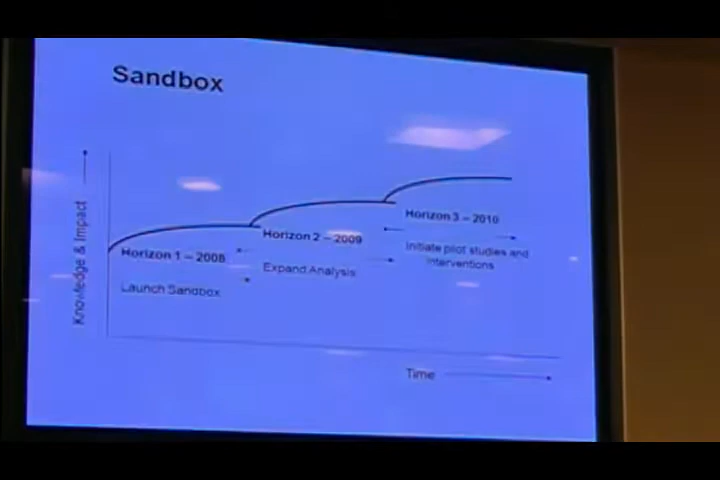 Sandbox
Knowledge & Impact
Horizon 1 – 2008
Launch Sandbox
Horizon 2 – 2009
Expand Analysis
Horizon 3 – 2010
Initiate pilot studies and
interventions
Time